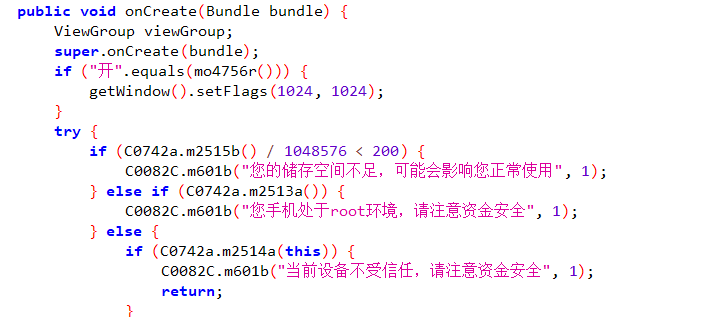 public void onCreate(Bundle bundle) {
    ViewGroup viewGroup;
    super.onCreate(bundle);
    if ("开".equals(mo4756r())) {
        getWindow().setFlags(1024, 1024);
    }
    try {
        if (C0742a.m2515b() / 1048576 < 200) {
            C0082C.m601b("您的储存空间不足，可能会影响您正常使用", 1);
        } else if (C0742a.m2513a()) {
            C0082C.m601b("您手机处于root环境，请注意资金安全", 1);
        } else {
            if (C0742a.m2514a(this)) {
                C0082C.m601b("当前设备不受信任，请注意资金安全", 1);
                return;
            }